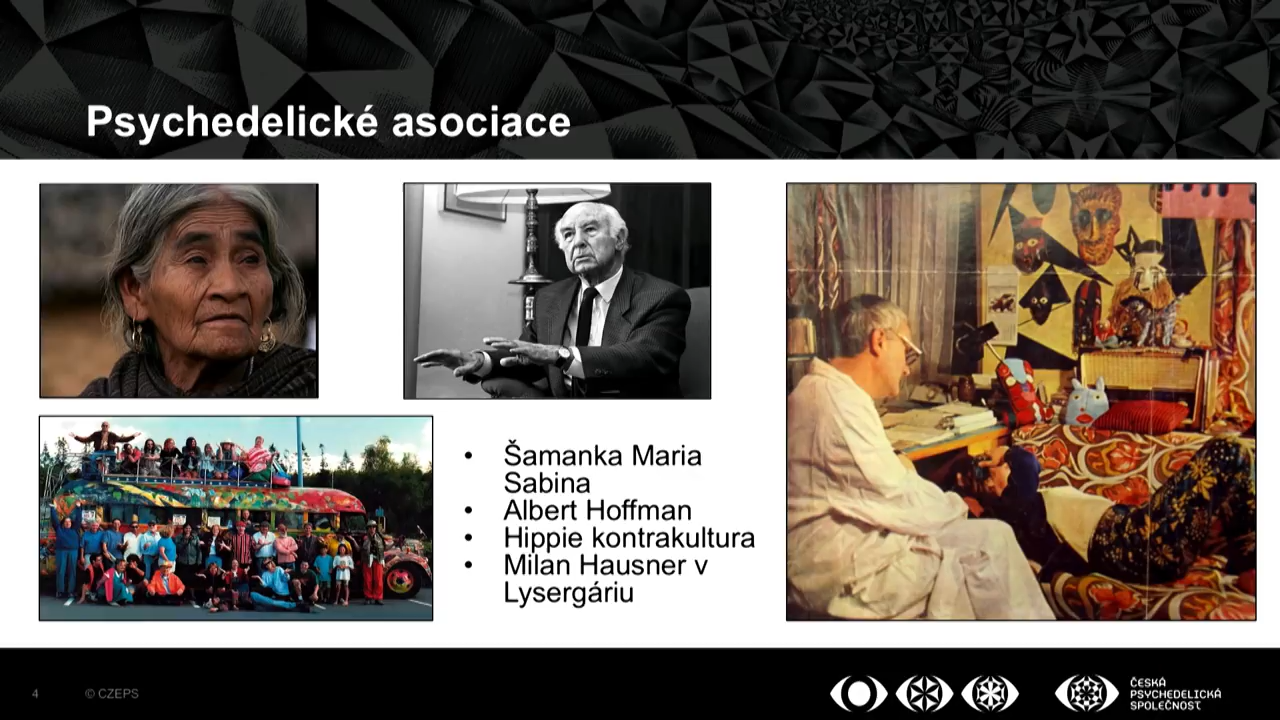 Psychedelické asociace
• Šamanka Maria
Sabina
• Albert Hoffman
• Hippie kontrakultura
• Milan Hausner v
Lysergáriu
4
© CZEPS
ČESKÁ
PSYCHEDELICKÁ
SPOLEČNOST